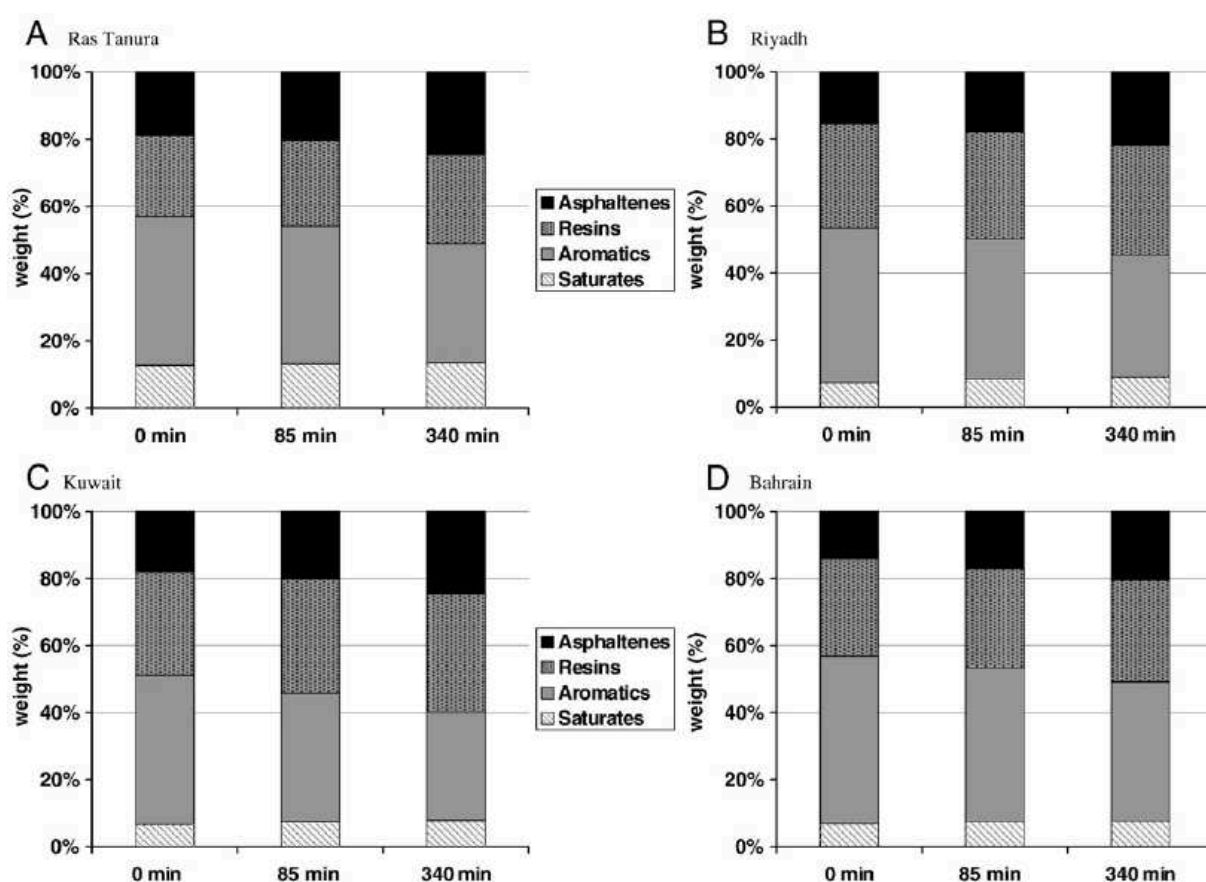 A Ras Tanura
100%
80%
60%
40%
20%
0%
weight (%)
0 min 85 min 340 min
Asphaltenes
Resins
Aromatics
Saturates
B Riyadh
100%
80%
60%
40%
20%
0%
weight (%)
0 min 85 min 340 min
C Kuwait
100%
80%
60%
40%
20%
0%
weight (%)
0 min 85 min 340 min
Asphaltenes
Resins
Aromatics
Saturates
D Bahrain
100%
80%
60%
40%
20%
0%
weight (%)
0 min 85 min 340 min